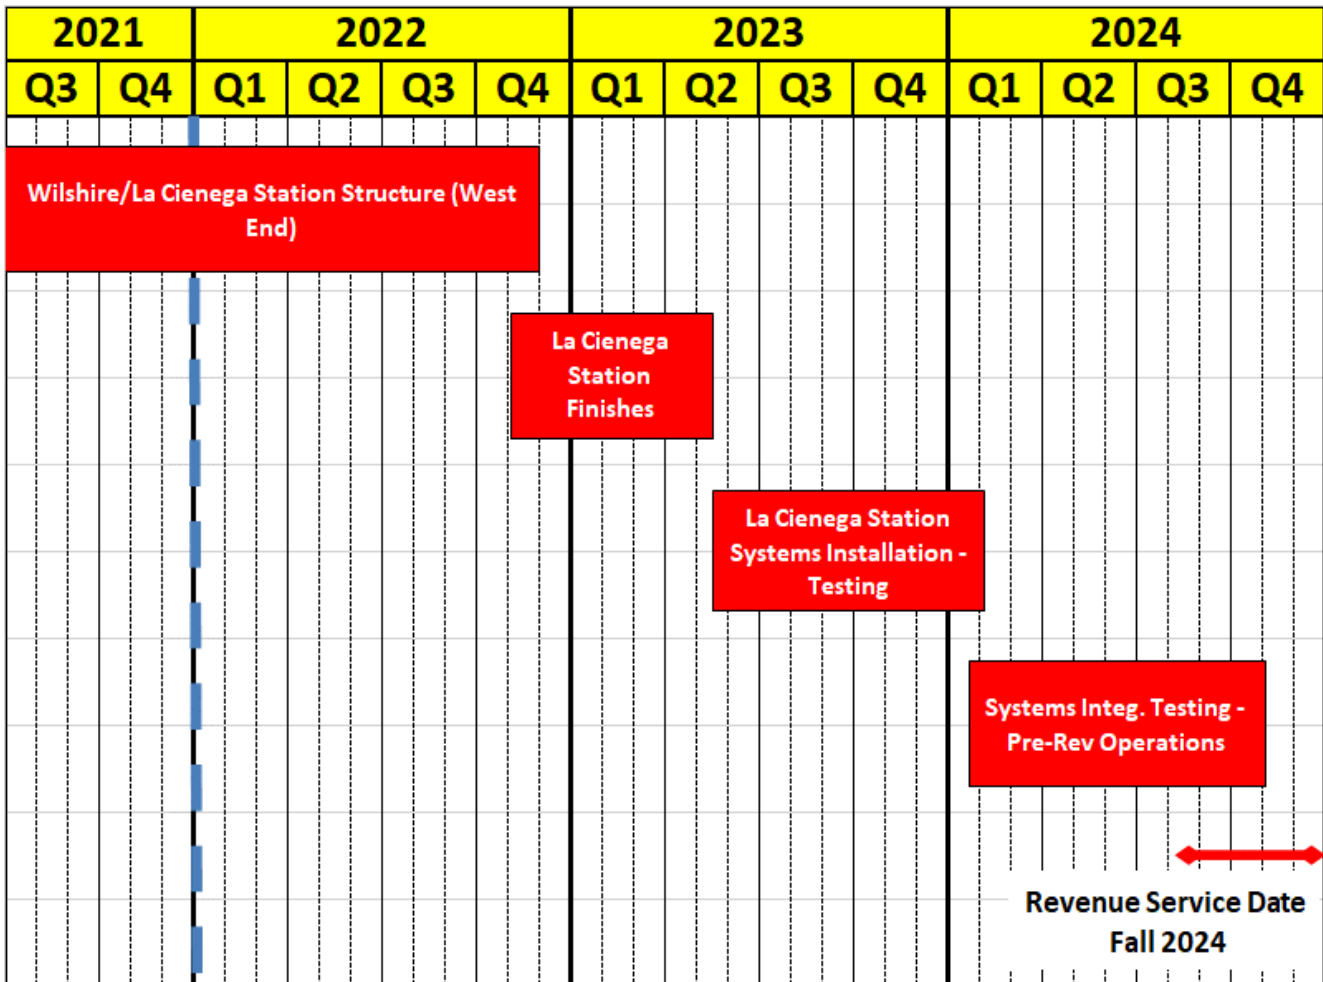 2021 2022 2023 2024
Q3 Q4 Q1 Q2 Q3 Q4 Q1 Q2 Q3 Q4 Q1 Q2 Q3 Q4
Wilshire/La Cienega Station Structure (West
End)
La Cienega
Station
Finishes
La Cienega Station
Systems Installation -
Testing
Systems Integ. Testing -
Pre-Rev Operations
Revenue Service Date
Fall 2024